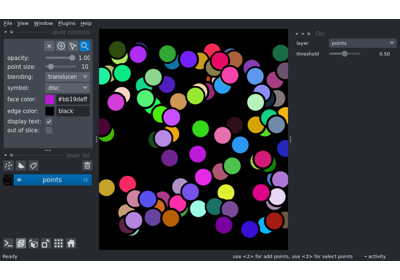 File View Window Plugins Help
layer controls
opacity: 1.00
point size: 10
blending: translucen
symbol: disc
face color: #bb19daff
edge color: black
display text:
out of slice:
layer list
points
Do
layer points
threshold 0.50
Ready
use <2> for add points, use <3> for select points
activity